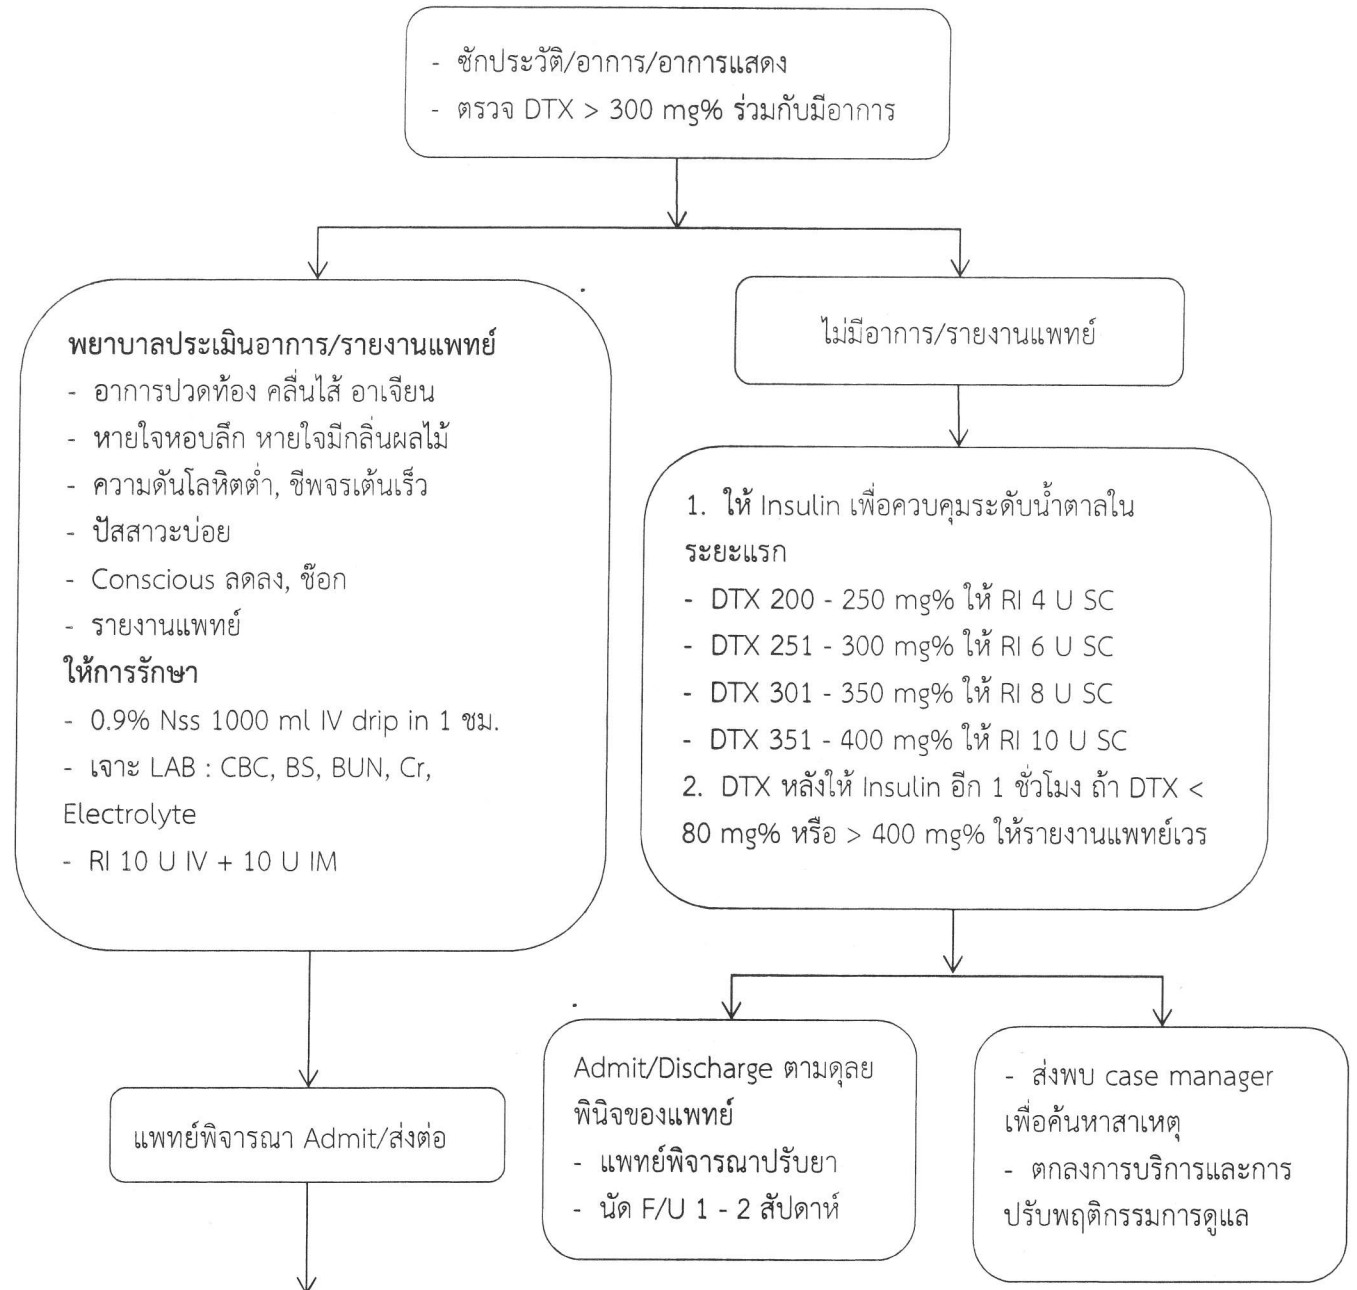 - ซักประวัติ/อาการ/อาการแสดง
- ตรวจ DTX > 300 mg% ร่วมกับมีอาการ
พยาบาลประเมินอาการ/รายงานแพทย์
- อาการปวดท้อง คลื่นไส้ อาเจียน
- หายใจหอบลึก หายใจมีกลิ่นผลไม้
- ความดันโลหิตต่ำ, ชีพจรเต้นเร็ว
- ปัสสาวะบ่อย
- Conscious ลดลง, ช๊อก
- รายงานแพทย์
ให้การรักษา
- 0.9% Nss 1000 ml IV drip in 1 ชม.
- เจาะ LAB : CBC, BS, BUN, Cr,
Electrolyte
- RI 10 U IV + 10 U IM
ไม่มีอาการ/รายงานแพทย์
1. ให้ Insulin เพื่อควบคุมระดับน้ำตาลใน
ระยะแรก
- DTX 200 - 250 mg% ให้ RI 4 U SC
- DTX 251 - 300 mg% ให้ RI 6 U SC
- DTX 301 - 350 mg% ให้ RI 8 U SC
- DTX 351 - 400 mg% ให้ RI 10 U SC
2. DTX หลังให้ Insulin อีก 1 ชั่วโมง ถ้า DTX <
80 mg% หรือ > 400 mg% ให้รายงานแพทย์เวร
แพทย์พิจารณา Admit/ส่งต่อ
Admit/Discharge ตามดุลย
พินิจของแพทย์
- แพทย์พิจารณาปรับยา
- นัด F/U 1 - 2 สัปดาห์
- ส่งพบ case manager
เพื่อค้นหาสาเหตุ
- ตกลงการบริการและการ
ปรับพฤติกรรมการดูแล